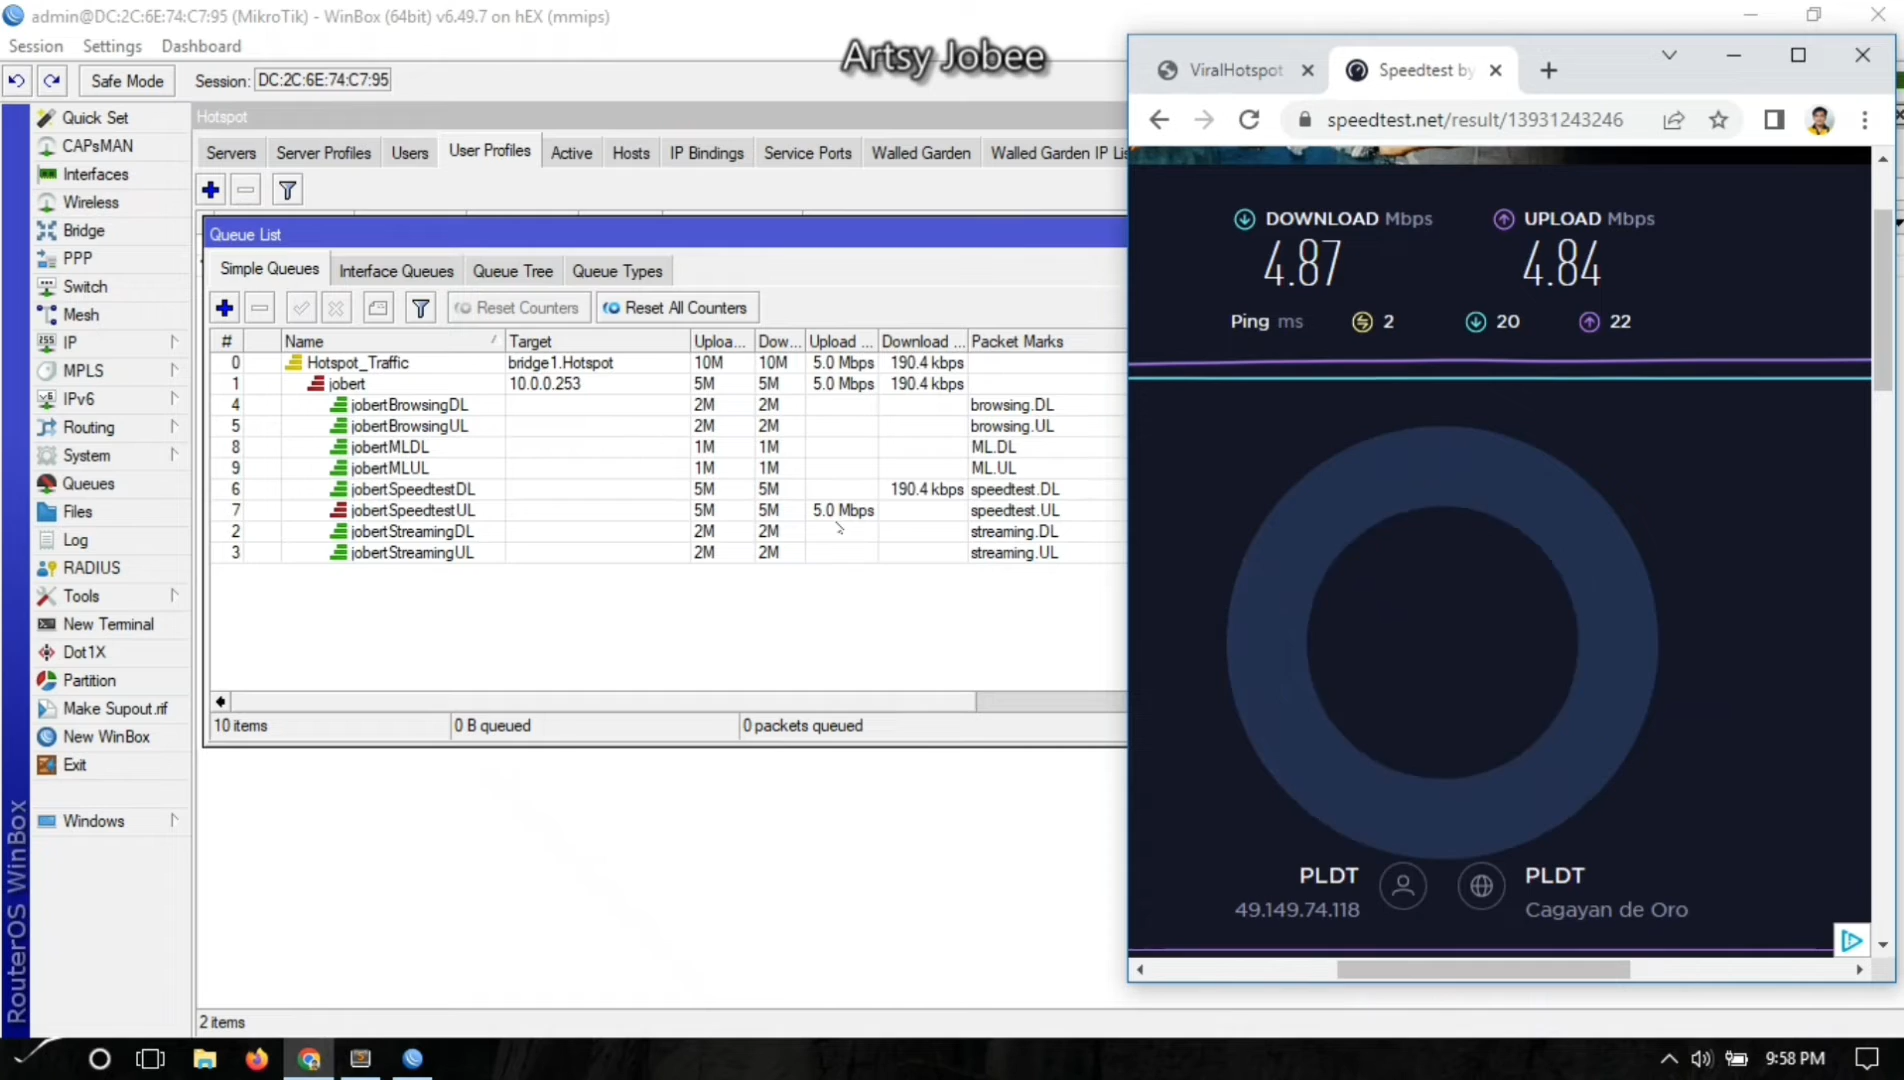 admin@DC:2C:6E:74:C7:95 (MikroTik) - WinBox (64bit) v6.49.7 on hEX (mmips)
Session Settings Dashboard
Artsy Jobee
Safe Mode Session: DC:2C:6E:74:C7:95
Quick Set
CAPsMAN
Interfaces
Wireless
Bridge
PPP
Switch
Mesh
IP
MPLS
IPv6
Routing
System
Queues
Files
Log
RADIUS
Tools
New Terminal
Dot1X
Partition
Make Supout.rif
New WinBox
Exit
Windows
RouterOS WinBox
Hotspot
Servers Server Profiles Users User Profiles Active Hosts IP Bindings Service Ports Walled Garden Walled Garden IP Lis
Queue List
Simple Queues Interface Queues Queue Tree Queue Types
Reset Counters Reset All Counters
# Name Target Uploa... Dow... Upload ... Download ... Packet Marks
0 Hotspot_Traffic bridge1.Hotspot 10M 10M 5.0 Mbps 190.4 kbps
1 jobert 10.0.0.253 5M 5M 5.0 Mbps 190.4 kbps
4 jobertBrowsingDL 2M 2M browsing.DL
5 jobertBrowsingUL 2M 2M browsing.UL
8 jobertMLDL 1M 1M ML.DL
9 jobertMLUL 1M 1M ML.UL
6 jobertSpeedtestDL 5M 5M 190.4 kbps speedtest.DL
7 jobertSpeedtestUL 5M 5M 5.0 Mbps speedtest.UL
2 jobertStreamingDL 2M 2M streaming.DL
3 jobertStreamingUL 2M 2M streaming.UL
10 items 0 B queued 0 packets queued
2 items
ViralHotspot Speedtest by
speedtest.net/result/13931243246
DOWNLOAD Mbps UPLOAD Mbps
4.87 4.84
Ping ms 2 20 22
PLDT PLDT
49.149.74.118 Cagayan de Oro
9:58 PM